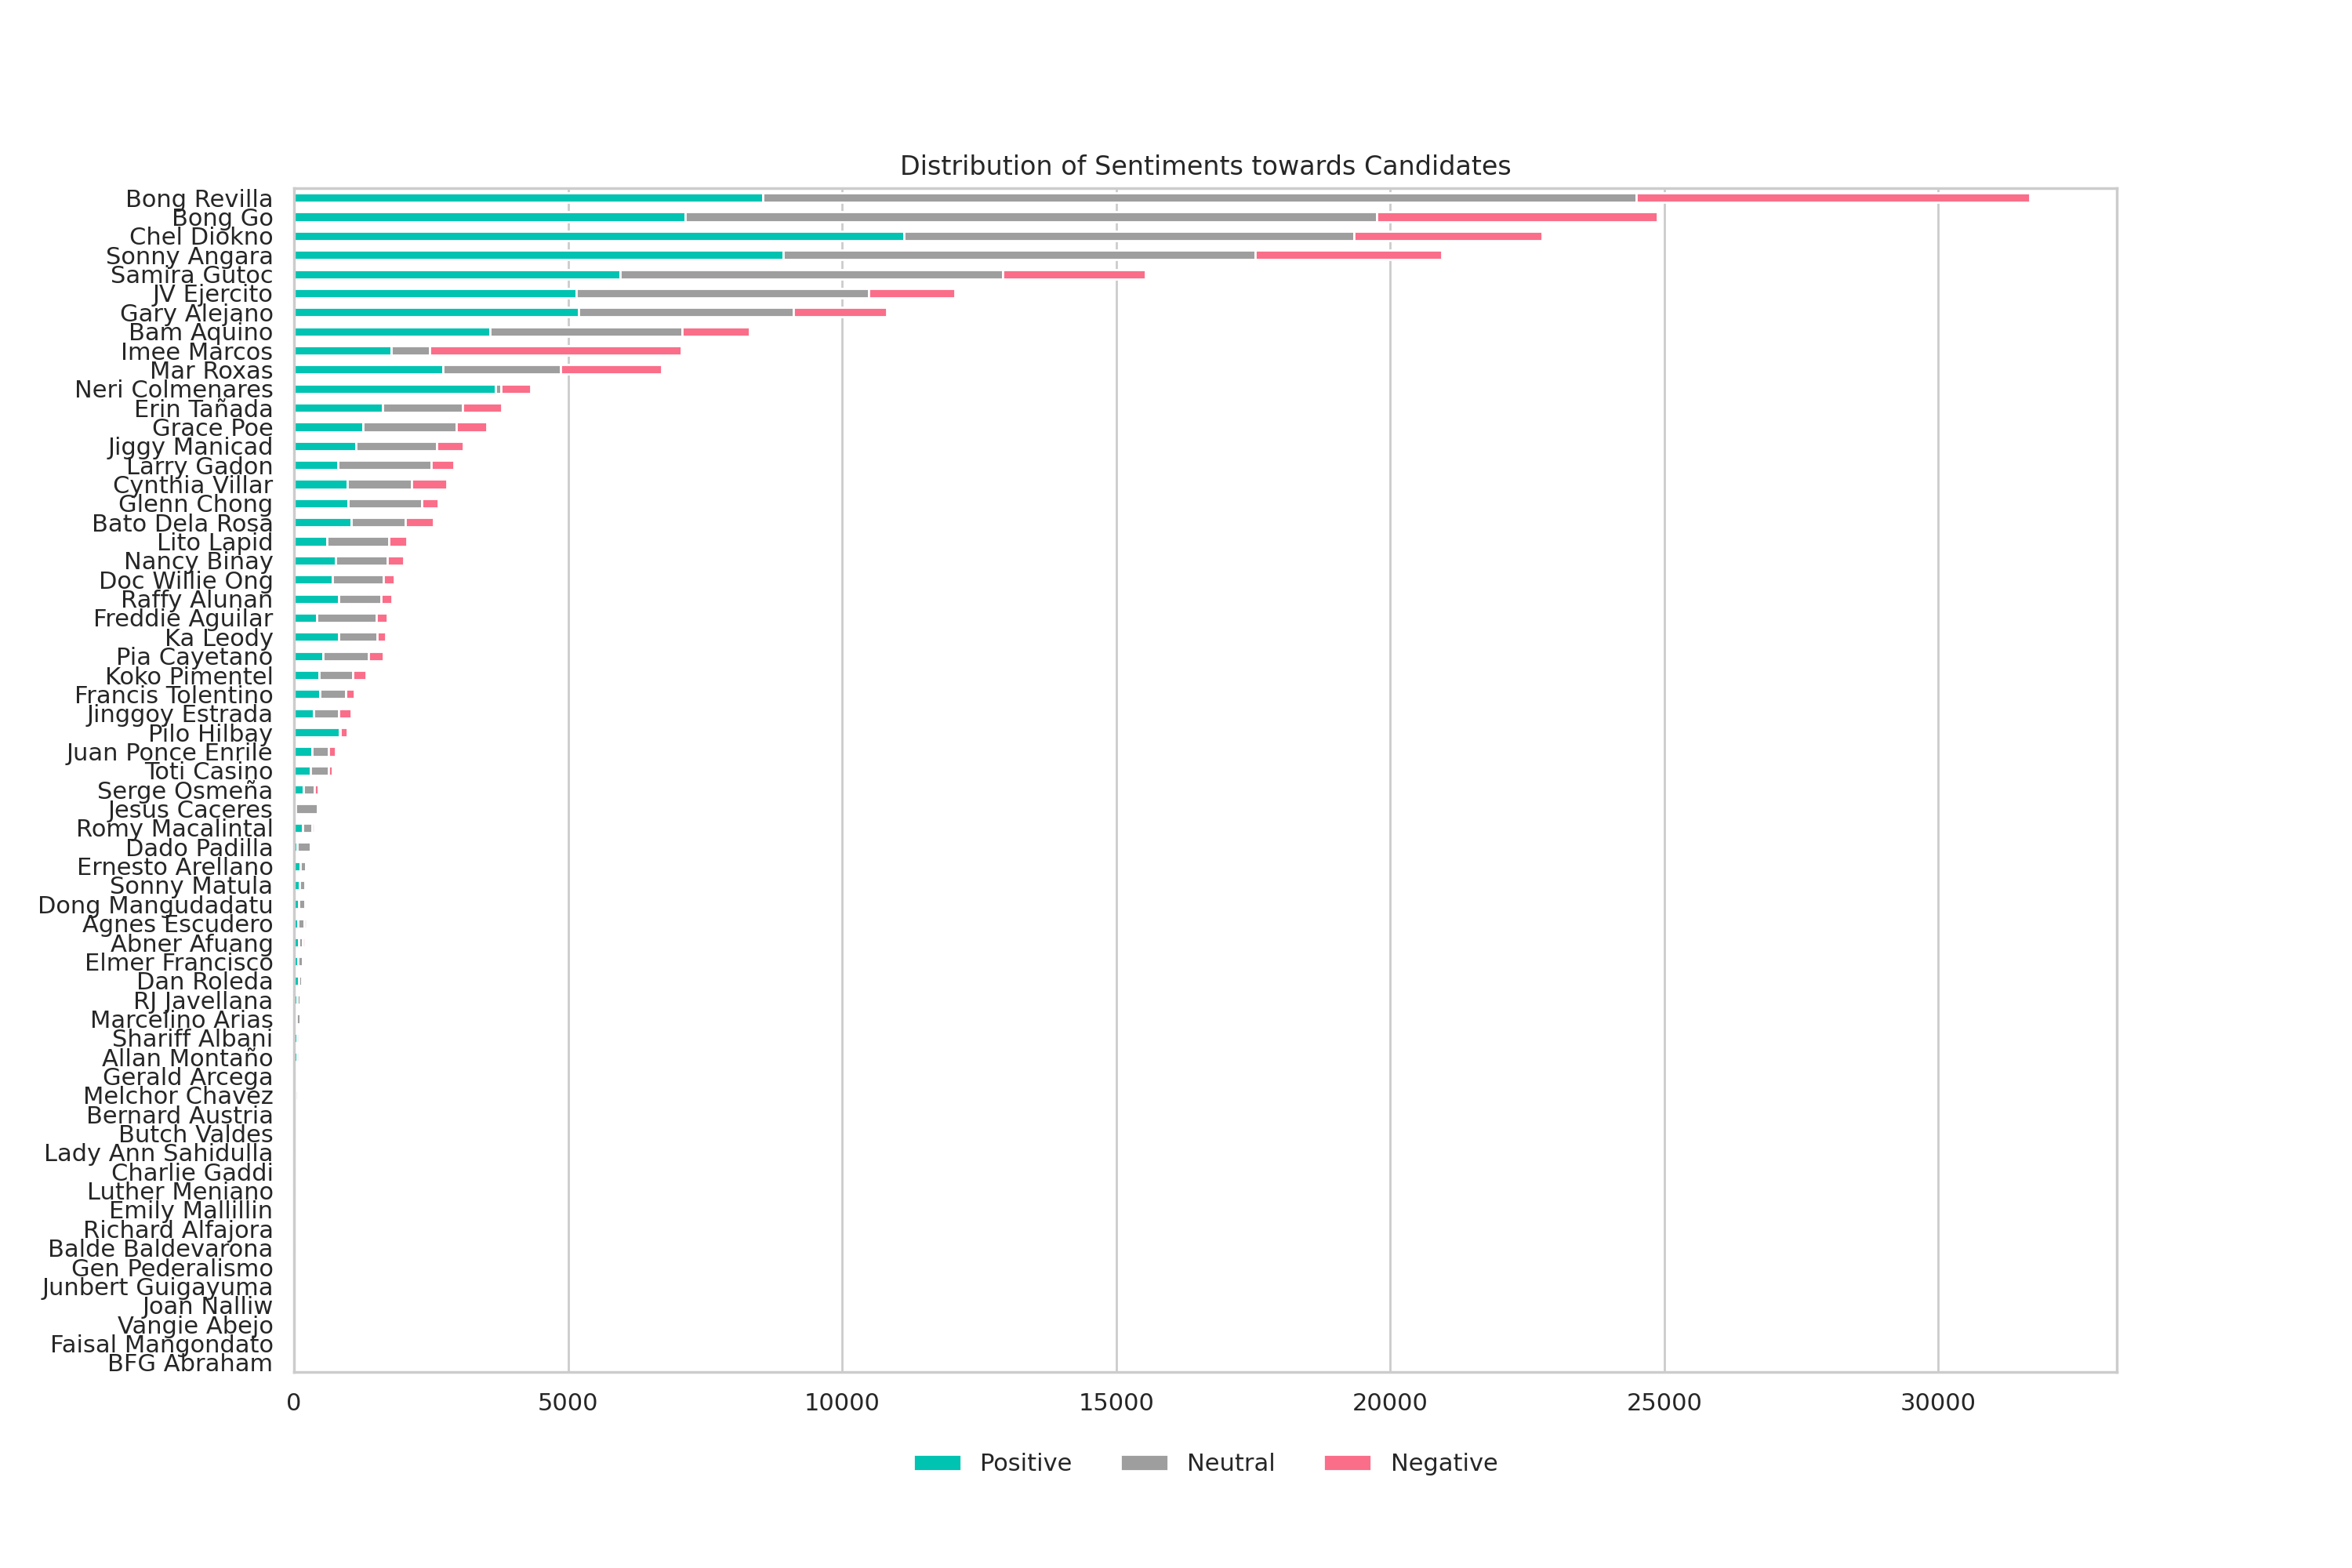 Distribution of Sentiments towards Candidates
Bong Revilla
Bong Go
Chel Diokno
Sonny Angara
Samira Gutoc
JV Ejercito
Gary Alejano
Bam Aquino
Imee Marcos
Mar Roxas
Neri Colmenares
Erin Tañada
Grace Poe
Jiggy Manicad
Larry Gadon
Cynthia Villar
Glenn Chong
Bato Dela Rosa
Lito Lapid
Nancy Binay
Doc Willie Ong
Raffy Alunan
Freddie Aguilar
Ka Leody
Pia Cayetano
Koko Pimentel
Francis Tolentino
Jinggoy Estrada
Pilo Hilbay
Juan Ponce Enrile
Toti Casino
Serge Osmeña
Jesus Caceres
Romy Macalintal
Dado Padilla
Ernesto Arellano
Sonny Matula
Dong Mangudadatu
Agnes Escudero
Abner Afuang
Elmer Francisco
Dan Roleda
RJ Javellana
Marcelino Arias
Shariff Albani
Allan Montaño
Gerald Arcega
Melchor Chavez
Bernard Austria
Butch Valdes
Lady Ann Sahidulla
Charlie Gaddi
Luther Meniano
Emily Mallillin
Richard Alfajora
Balde Baldevarona
Gen Pederalismo
Junbert Guigayuma
Joan Nalliw
Vangie Abejo
Faisal Mangondato
BFG Abraham
0 5000 10000 15000 20000 25000 30000
Positive Neutral Negative